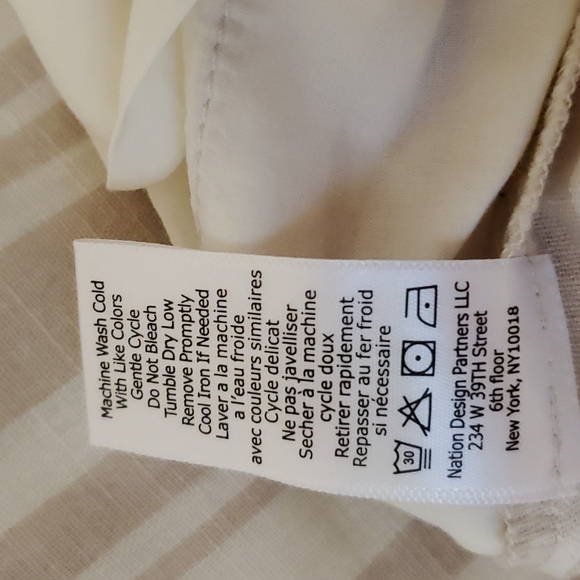 Machine Wash Cold
With Like Colors
Gentle Cycle
Do Not Bleach
Tumble Dry Low
Remove Promptly
Cool Iron If Needed
Laver a la machine
a l'eau froide
avec couleurs similaires
Cycle delicat
Ne pas javelliser
Secher à la machine
cycle doux
Retirer rapidement
Repasser au fer froid
si nécessaire
30
Nation Design Partners LLC
234 W 39TH Street
6th floor
New York, NY10018